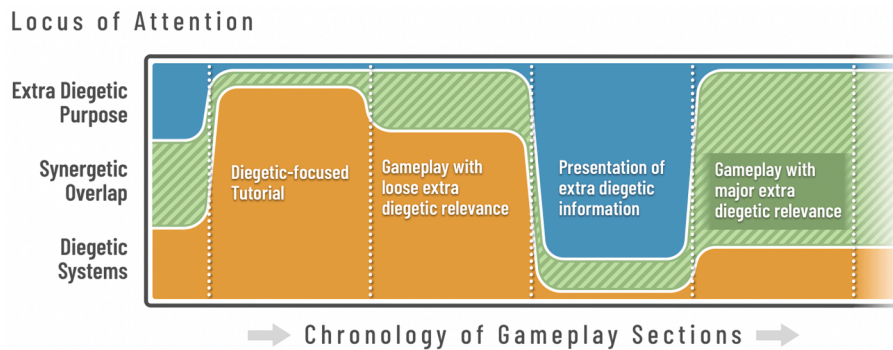 Locus of Attention
Extra Diegetic
Purpose
Synergetic
Overlap
Diegetic
Systems
Diegetic-focused
Tutorial
Gameplay with
loose extra
diegetic relevance
Presentation of
extra diegetic
information
Gameplay with
major extra
diegetic relevance
Chronology of Gameplay Sections